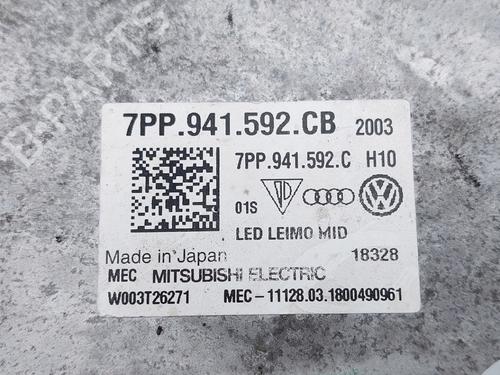 7PP.941.592.CB 2003
7PP.941.592.C H10
01S
LED LEIMO MID
Made in Japan 18328
MEC MITSUBISHI ELECTRIC
W003T26271 MEC-11128.03.1800490961
B-PARTS